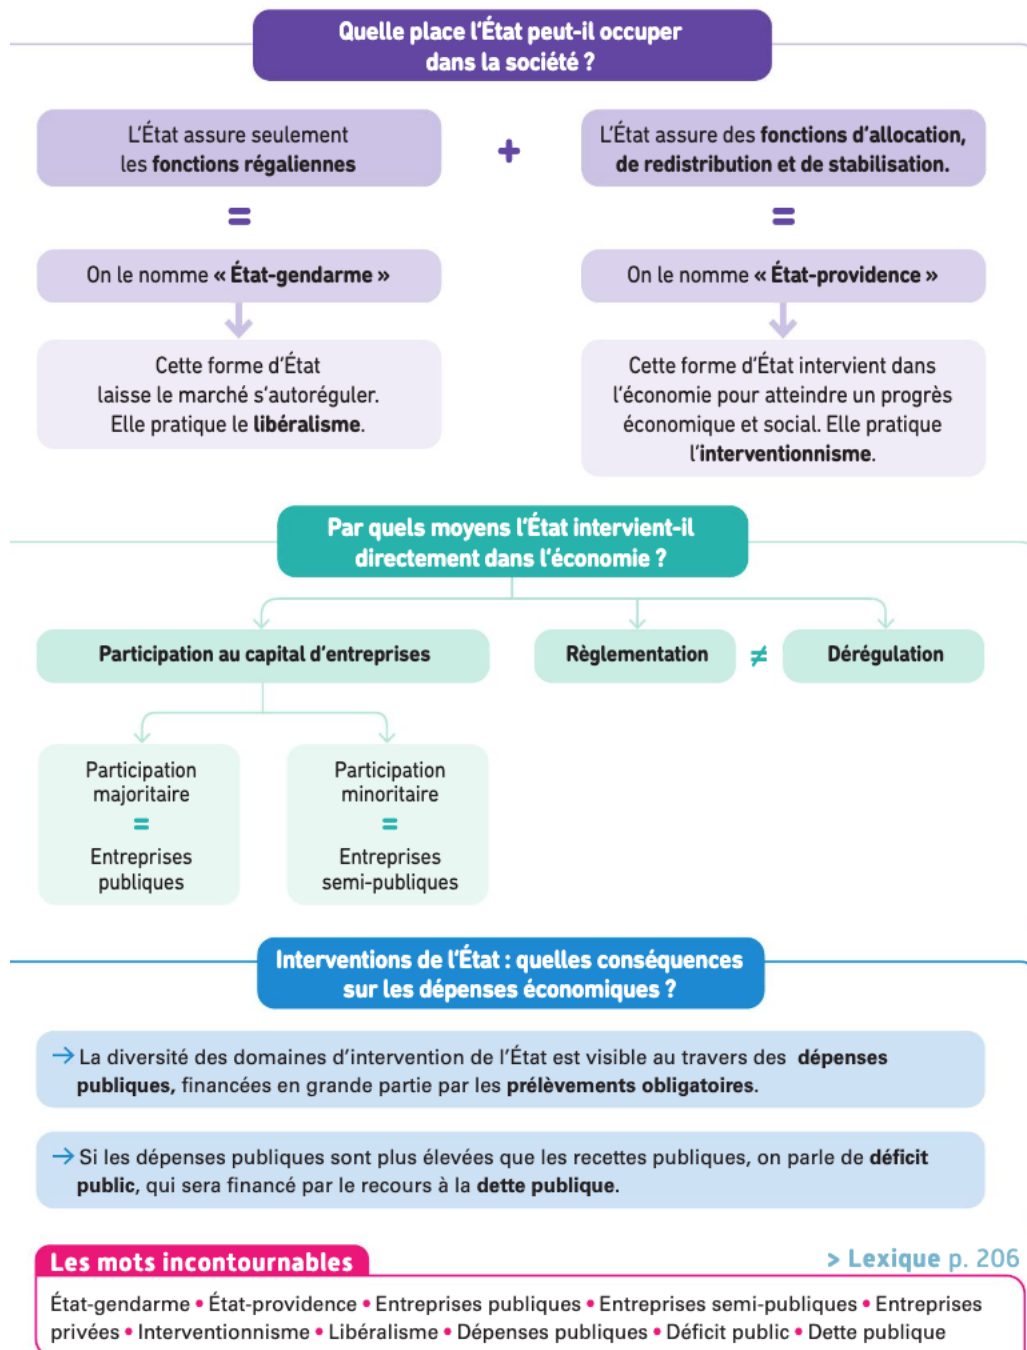 Quelle place l'État peut-il occuper
dans la société ?
L'État assure seulement
les fonctions régaliennes
+
L'État assure des fonctions d'allocation,
de redistribution et de stabilisation.
=
=
On le nomme « État-gendarme »
On le nomme « État-providence »
Cette forme d'État
laisse le marché s'autoréguler.
Elle pratique le libéralisme.
Cette forme d'État intervient dans
l'économie pour atteindre un progrès
économique et social. Elle pratique
l'interventionnisme.
Par quels moyens l'État intervient-il
directement dans l'économie ?
Participation au capital d'entreprises
Règlementation
≠
Dérégulation
Participation
majoritaire
=
Entreprises
publiques
Participation
minoritaire
=
Entreprises
semi-publiques
Interventions de l'État : quelles conséquences
sur les dépenses économiques ?
→ La diversité des domaines d'intervention de l'État est visible au travers des dépenses
publiques, financées en grande partie par les prélèvements obligatoires.
→ Si les dépenses publiques sont plus élevées que les recettes publiques, on parle de déficit
public, qui sera financé par le recours à la dette publique.
Les mots incontournables
> Lexique p. 206
État-gendarme • État-providence • Entreprises publiques • Entreprises semi-publiques • Entreprises
privées • Interventionnisme • Libéralisme • Dépenses publiques • Déficit public • Dette publique